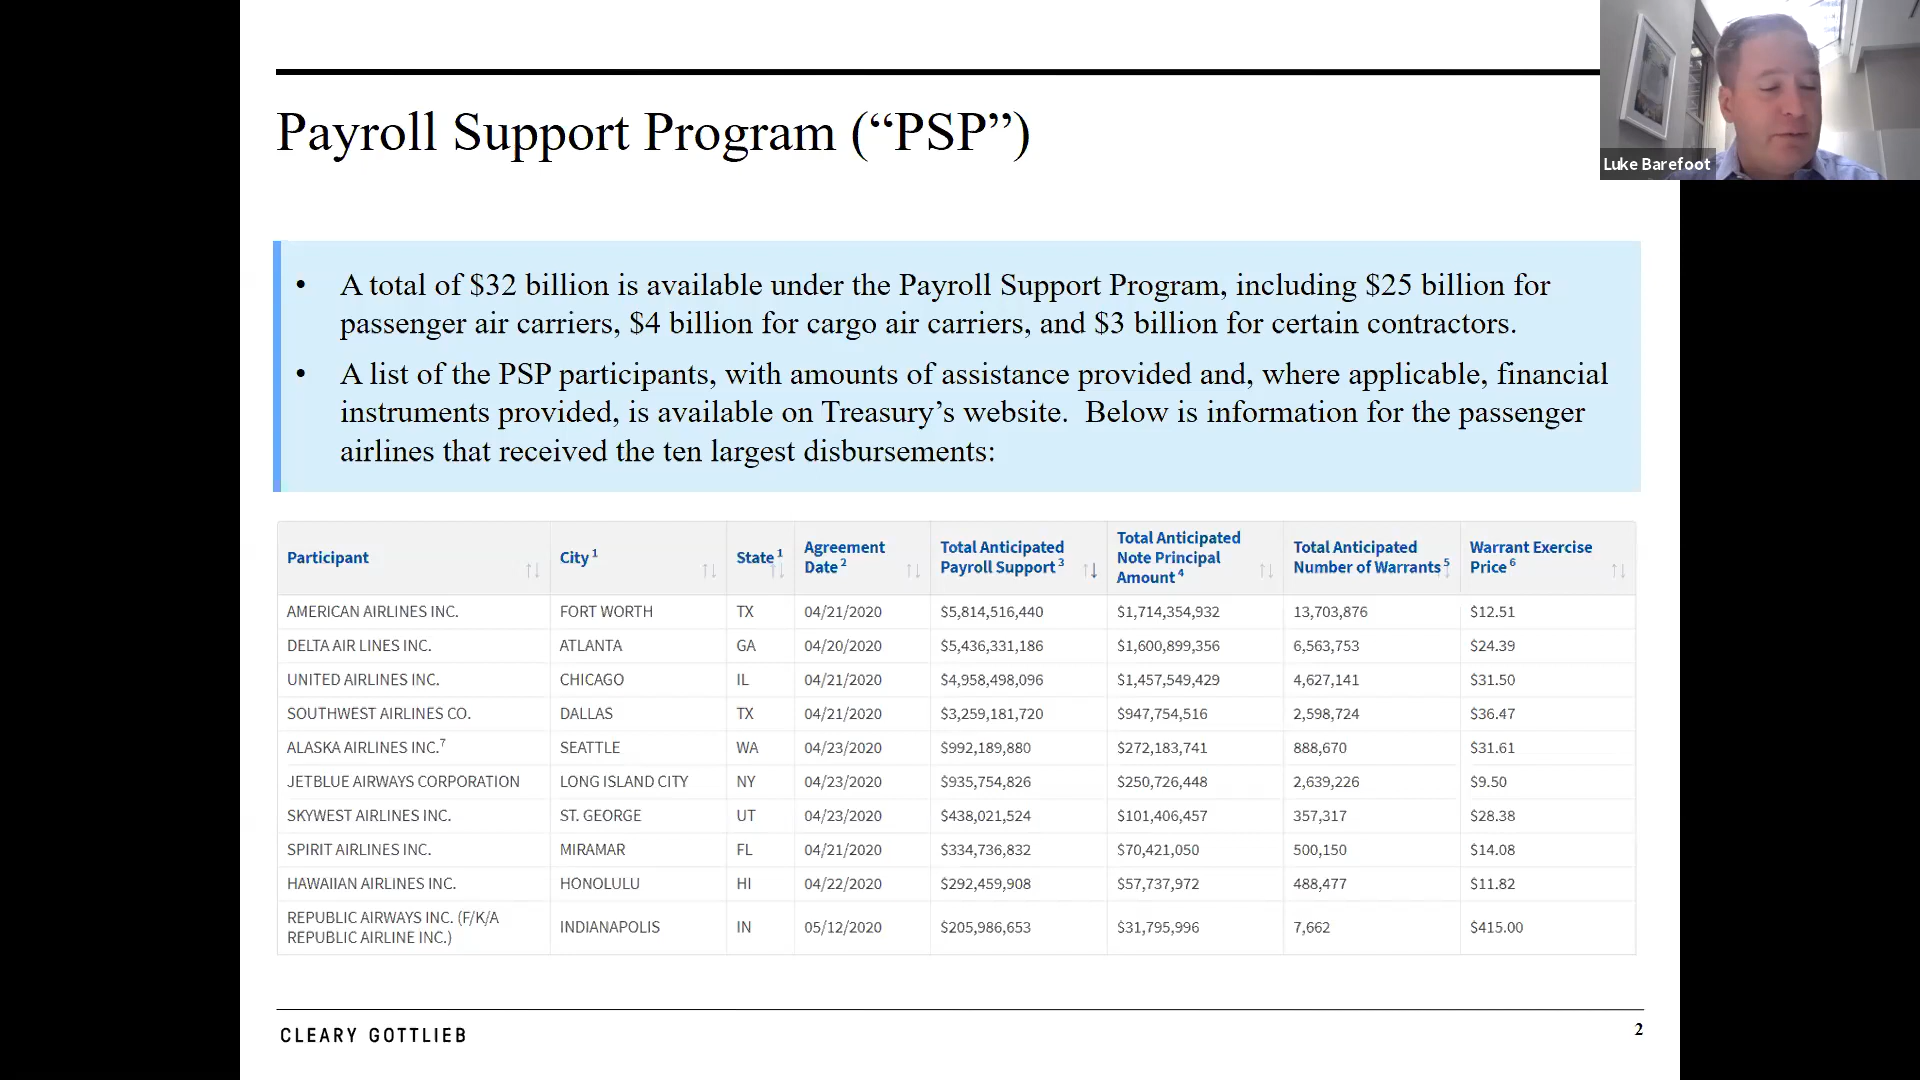 Payroll Support Program (“PSP”)
Luke Barefoot
• A total of $32 billion is available under the Payroll Support Program, including $25 billion for
passenger air carriers, $4 billion for cargo air carriers, and $3 billion for certain contractors.
• A list of the PSP participants, with amounts of assistance provided and, where applicable, financial
instruments provided, is available on Treasury’s website.  Below is information for the passenger
airlines that received the ten largest disbursements:
Participant City 1 State 1 Agreement Date 2 Total Anticipated Payroll Support 3 Total Anticipated Note Principal Amount 4 Total Anticipated Number of Warrants 5 Warrant Exercise Price 6
AMERICAN AIRLINES INC. FORT WORTH TX 04/21/2020 $5,814,516,440 $1,714,354,932 13,703,876 $12.51
DELTA AIR LINES INC. ATLANTA GA 04/20/2020 $5,436,331,186 $1,600,899,356 6,563,753 $24.39
UNITED AIRLINES INC. CHICAGO IL 04/21/2020 $4,958,498,096 $1,457,549,429 4,627,141 $31.50
SOUTHWEST AIRLINES CO. DALLAS TX 04/21/2020 $3,259,181,720 $947,754,516 2,598,724 $36.47
ALASKA AIRLINES INC.7 SEATTLE WA 04/23/2020 $992,189,880 $272,183,741 888,670 $31.61
JETBLUE AIRWAYS CORPORATION LONG ISLAND CITY NY 04/23/2020 $935,754,826 $250,726,448 2,639,226 $9.50
SKYWEST AIRLINES INC. ST. GEORGE UT 04/23/2020 $438,021,524 $101,406,457 357,317 $28.38
SPIRIT AIRLINES INC. MIRAMAR FL 04/21/2020 $334,736,832 $70,421,050 500,150 $14.08
HAWAIIAN AIRLINES INC. HONOLULU HI 04/22/2020 $292,459,908 $57,737,972 488,477 $11.82
REPUBLIC AIRWAYS INC. (F/K/A
REPUBLIC AIRLINE INC.) INDIANAPOLIS IN 05/12/2020 $205,986,653 $31,795,996 7,662 $415.00
CLEARY GOTTLIEB
2